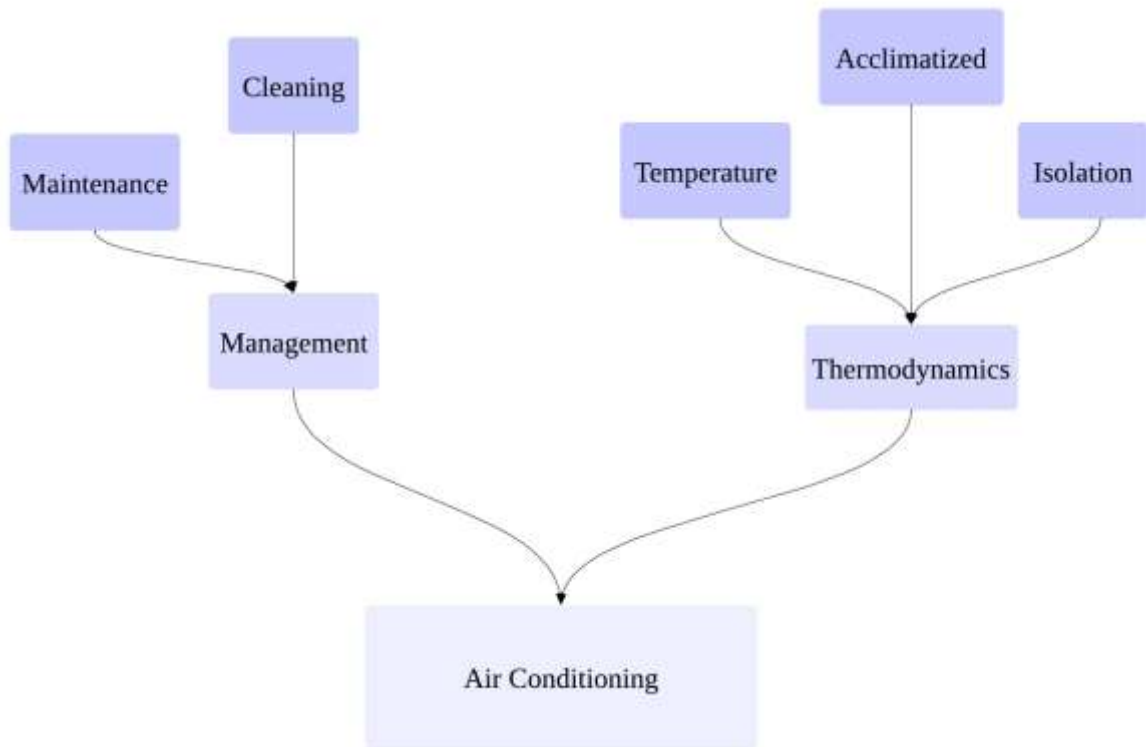 Acclimatized
Cleaning
Temperature
Isolation
Maintenance
Management
Thermodynamics
Air Conditioning